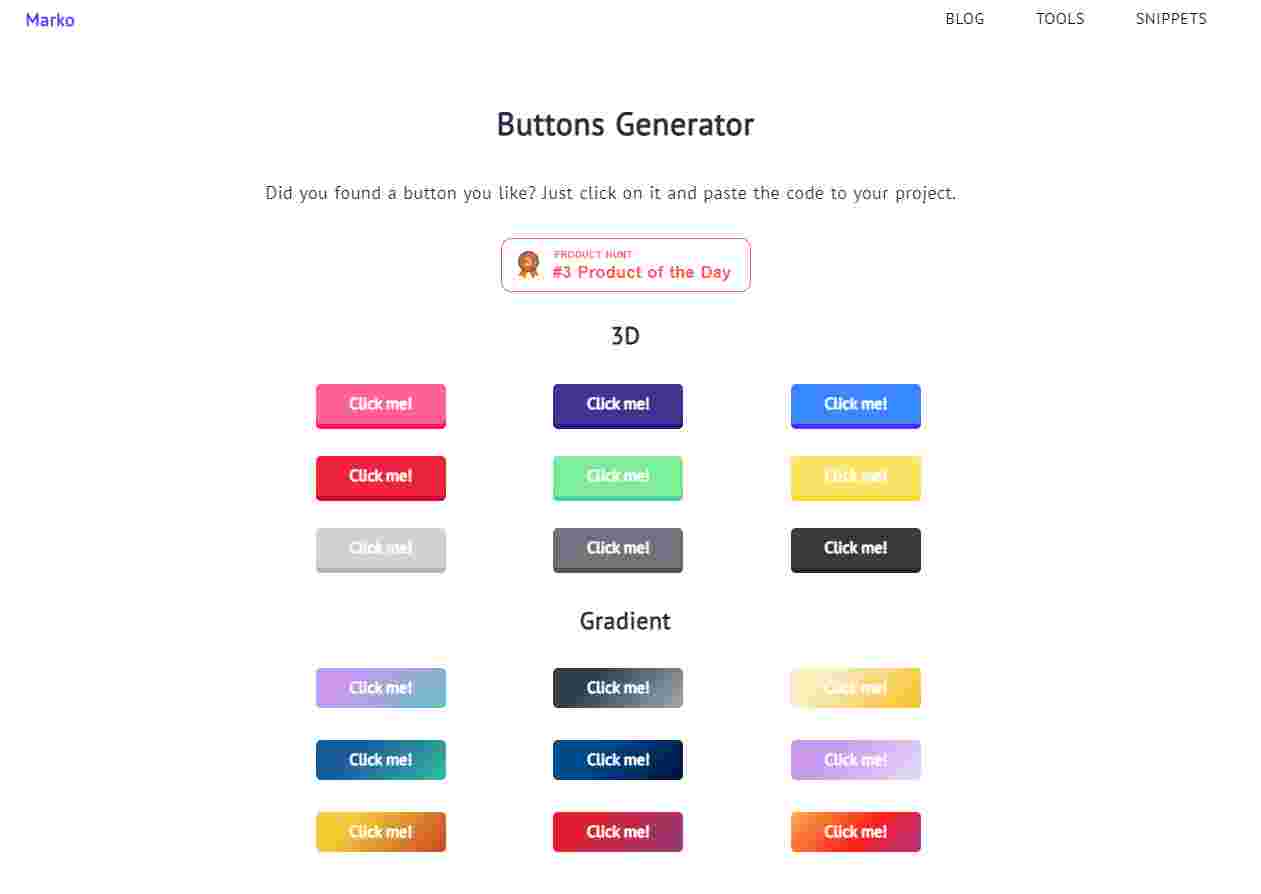 Marko
BLOG TOOLS SNIPPETS
Buttons Generator
Did you found a button you like? Just click on it and paste the code to your project.
3
PRODUCT HUNT
#3 Product of the Day
3D
Click me! Click me! Click me!
Click me! Click me! Click me!
Click me! Click me! Click me!
Gradient
Click me! Click me! Click me!
Click me! Click me! Click me!
Click me! Click me! Click me!